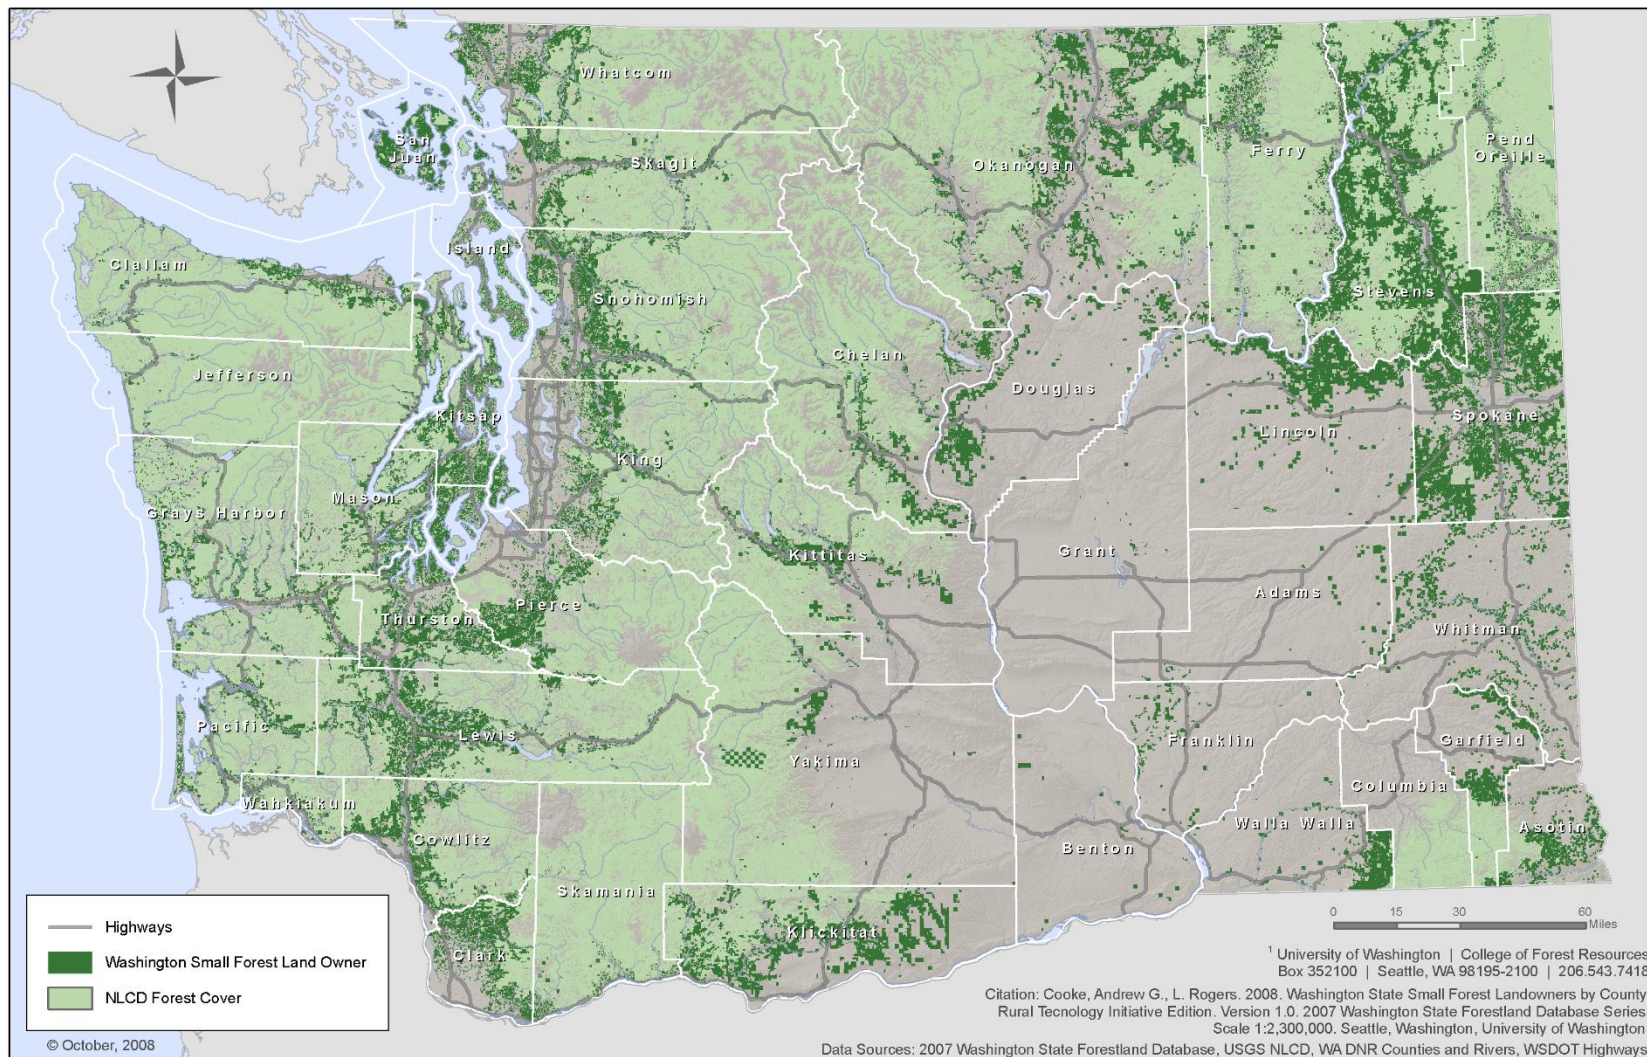 Whatcom
San
Juan
Skagit
Okanogan
Ferry
Pend
Oreille
Island
Clallam
Snohomish
Stevens
Jefferson
Chelan
Douglas
Kitsap
Spokane
Lincoln
King
Mason
Grays Harbor
Kittitas
Grant
Adams
Pierce
Thurston
Whitman
Pacific
Lewis
Yakima
Franklin
Garfield
Columbia
Wahkiakum
Cowlitz
Walla Walla
Asotin
Benton
Skamania
Klickitat
Clark
Highways
Washington Small Forest Land Owner
NLCD Forest Cover
© October, 2008
0 15 30 60
Miles
1 University of Washington | College of Forest Resources
Box 352100 | Seattle, WA 98195-2100 | 206.543.7418
Citation: Cooke, Andrew G., L. Rogers. 2008. Washington State Small Forest Landowners by County
Rural Tecnology Initiative Edition. Version 1.0. 2007 Washington State Forestland Database Series
Scale 1:2,300,000. Seattle, Washington, University of Washington
Data Sources: 2007 Washington State Forestland Database, USGS NLCD, WA DNR Counties and Rivers, WSDOT Highways